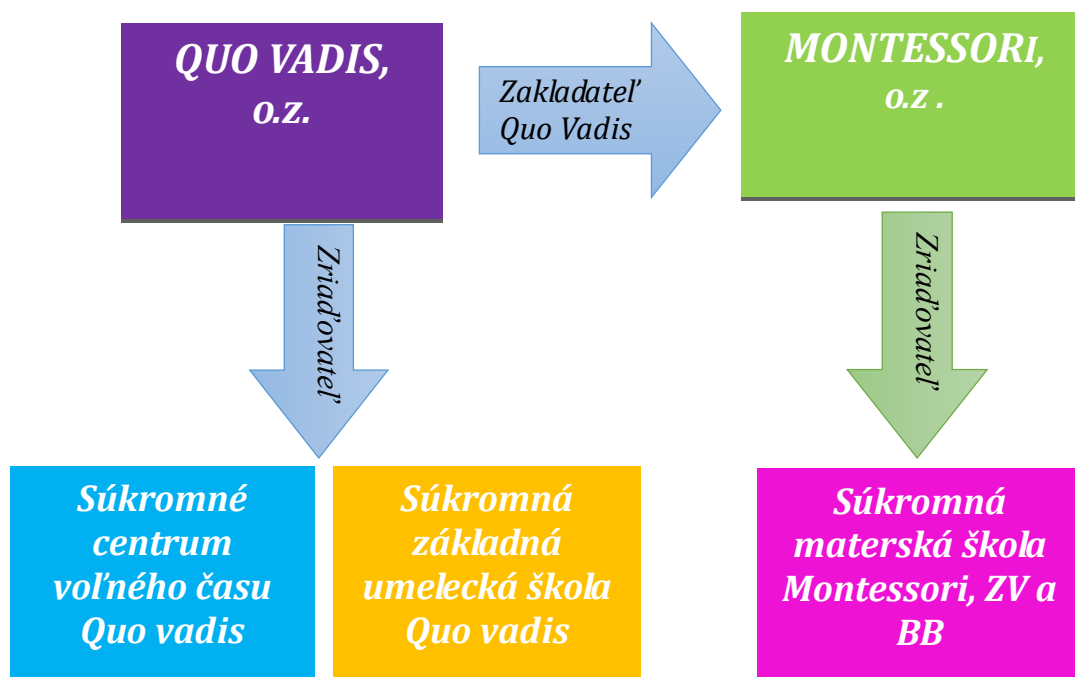 QUO VADIS,
o.z.
Zakladateľ
Quo Vadis
MONTESSORI,
o.z .
Zriaďovateľ
Zriaďovateľ
Súkromné
centrum
voľného času
Quo vadis
Súkromná
základná
umelecká škola
Quo vadis
Súkromná
materská škola
Montessori, ZV a
BB